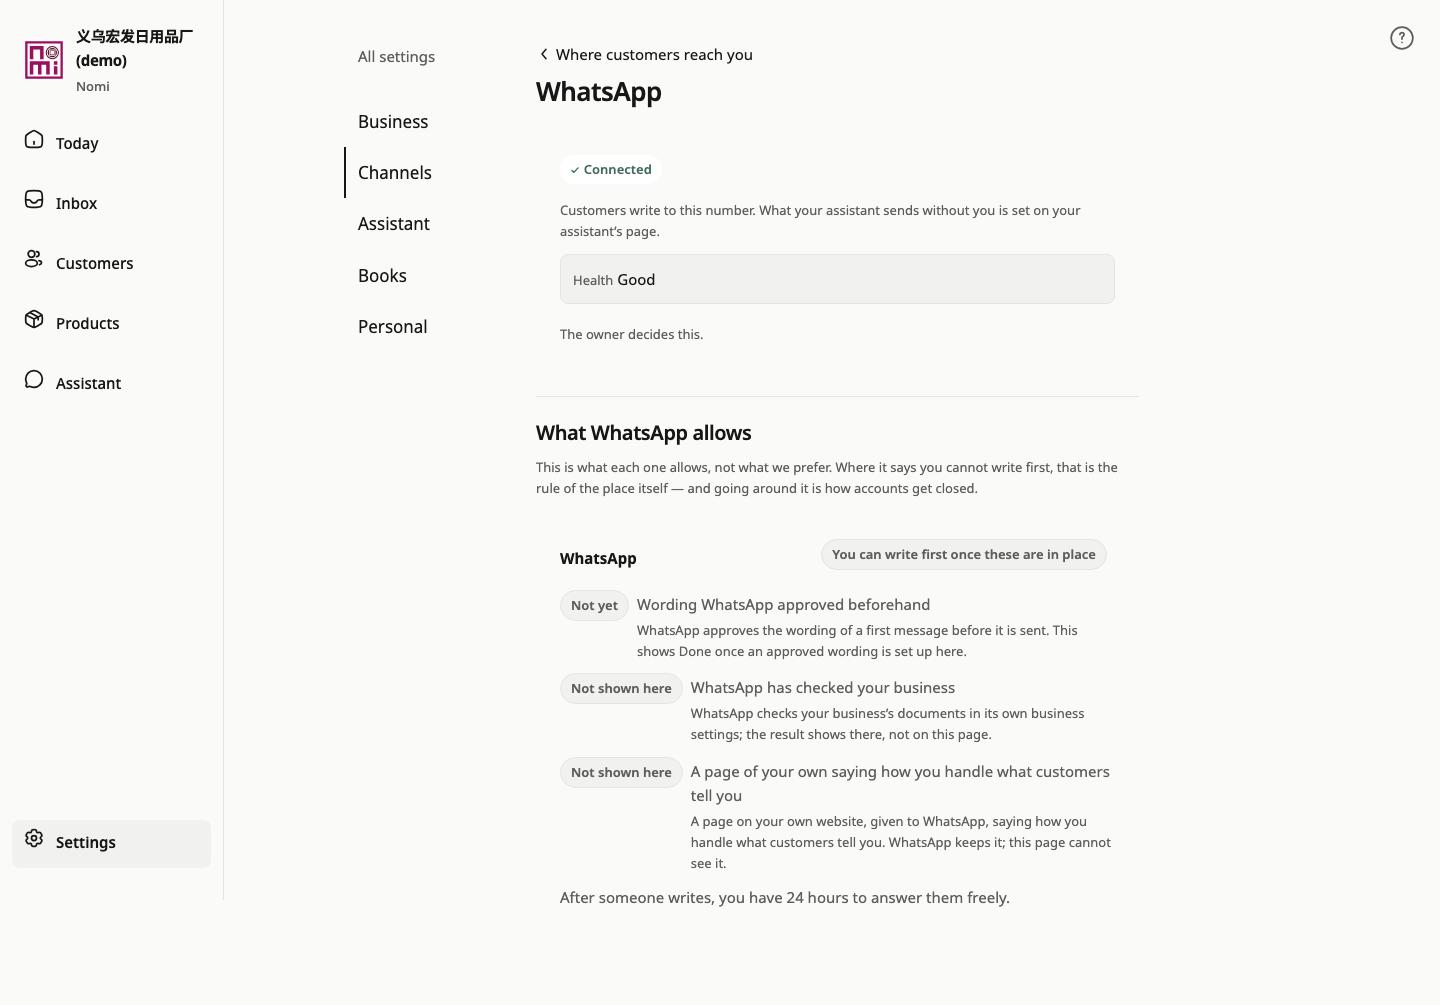 义乌宏发日用品厂
(demo)
Nomi
Today
Inbox
Customers
Products
Assistant
Settings
All settings
Business
Channels
Assistant
Books
Personal
Where customers reach you
WhatsApp
Connected
Customers write to this number. What your assistant sends without you is set on your
assistant's page.
Health Good
The owner decides this.
What WhatsApp allows
This is what each one allows, not what we prefer. Where it says you cannot write first, that is the
rule of the place itself — and going around it is how accounts get closed.
WhatsApp
You can write first once these are in place
Not yet
Wording WhatsApp approved beforehand
WhatsApp approves the wording of a first message before it is sent. This
shows Done once an approved wording is set up here.
Not shown here
WhatsApp has checked your business
WhatsApp checks your business's documents in its own business
settings; the result shows there, not on this page.
Not shown here
A page of your own saying how you handle what customers
tell you
A page on your own website, given to WhatsApp, saying how you
handle what customers tell you. WhatsApp keeps it; this page cannot
see it.
After someone writes, you have 24 hours to answer them freely.